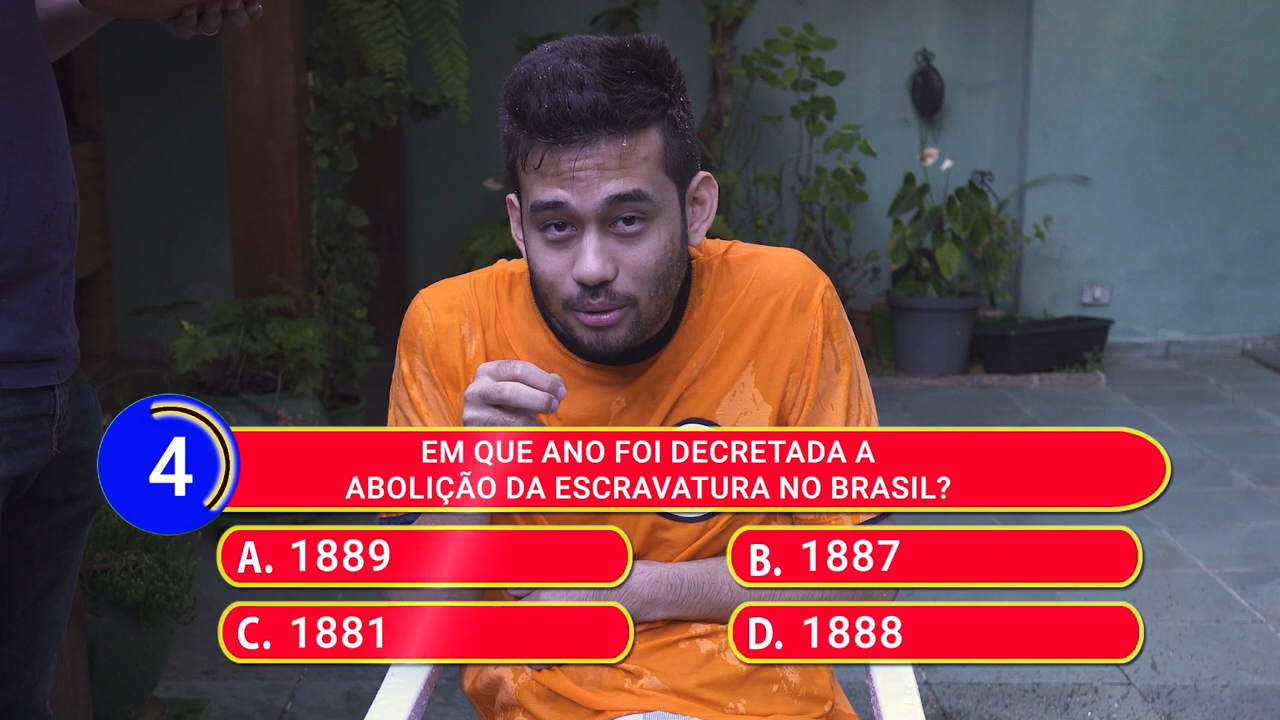 4
EM QUE ANO FOI DECRETADA A
ABOLIÇÃO DA ESCRAVATURA NO BRASIL?
A. 1889
B. 1887
C. 1881
D. 1888